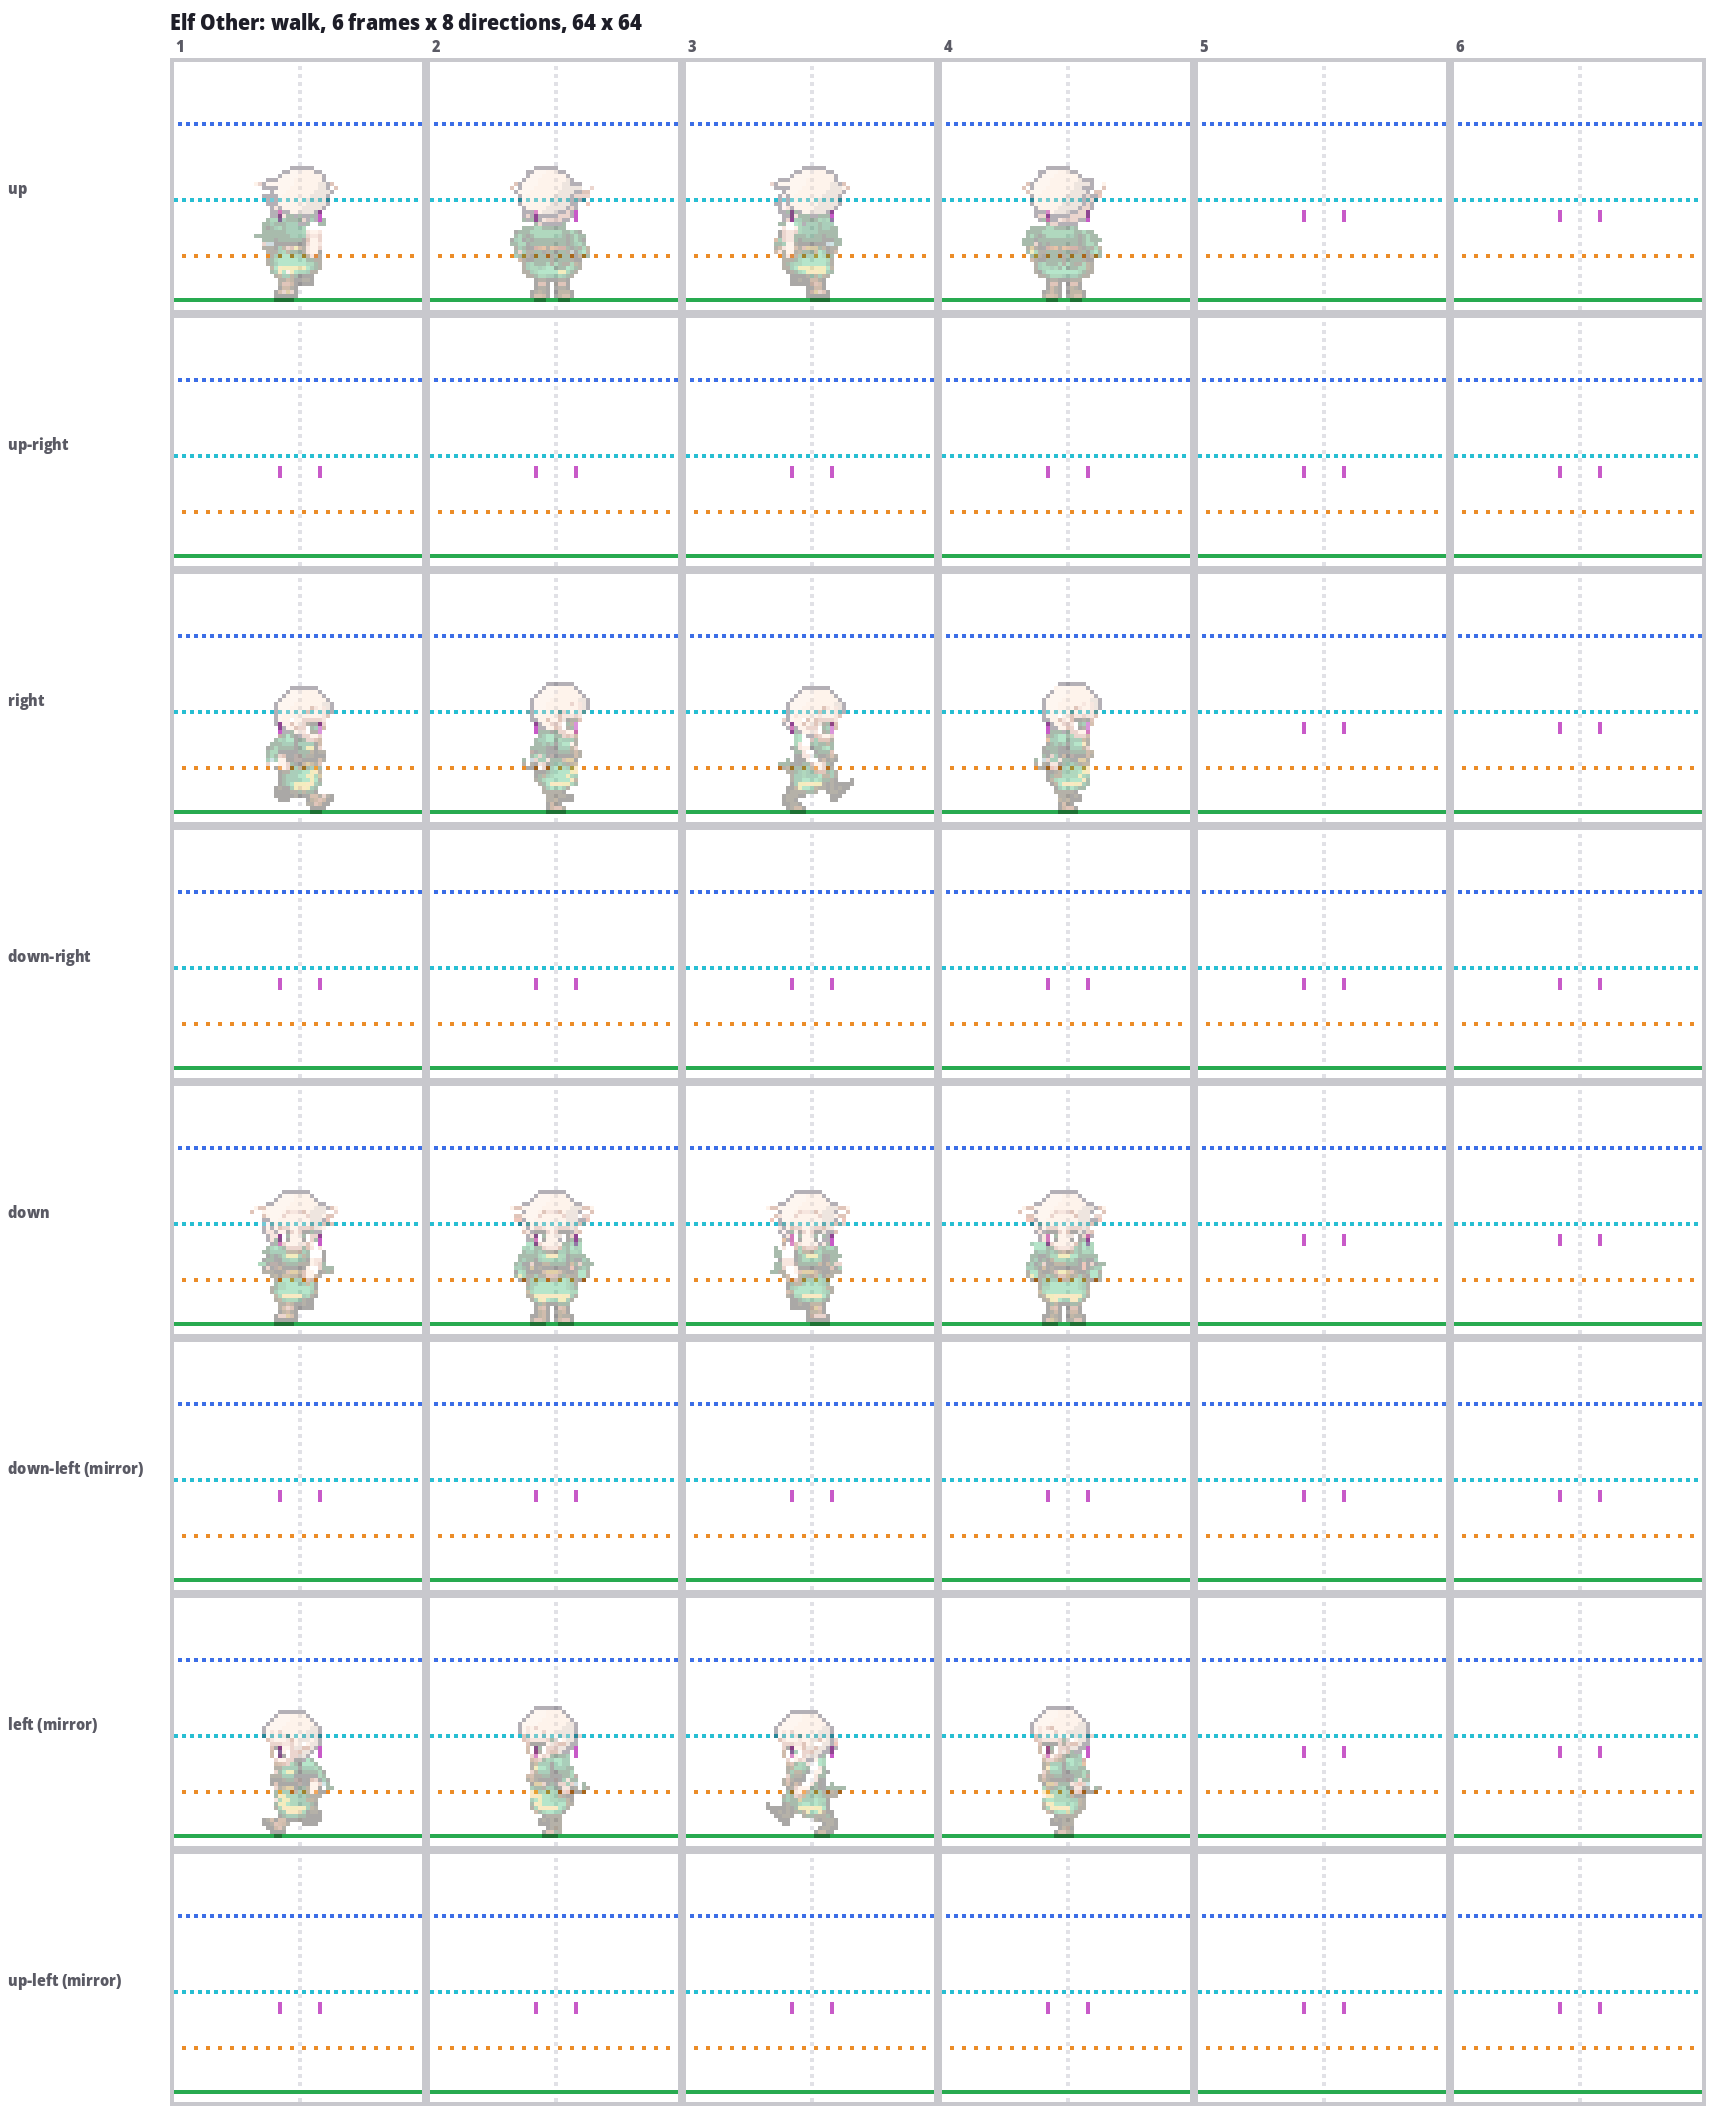 Elf Other: walk, 6 frames x 8 directions, 64 x 64
1 2 3 4 5 6
up
up-right
right
down-right
down
down-left (mirror)
left (mirror)
up-left (mirror)